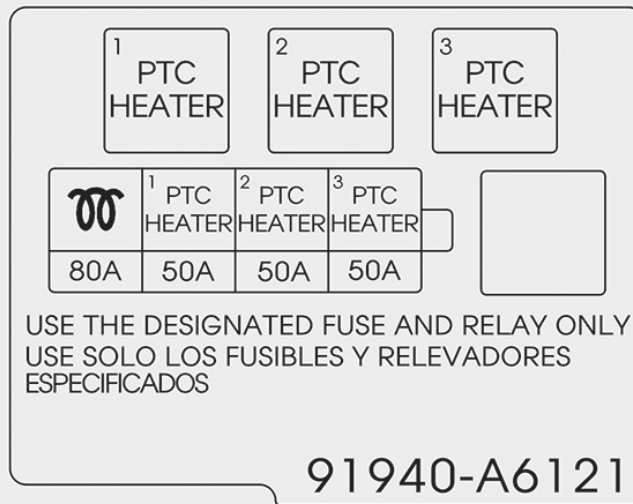 1 PTC HEATER
2 PTC HEATER
3 PTC HEATER
1 PTC HEATER
2 PTC HEATER
3 PTC HEATER
80A 50A 50A 50A
USE THE DESIGNATED FUSE AND RELAY ONLY
USE SOLO LOS FUSIBLES Y RELEVADORES
ESPECIFICADOS
91940-A6121